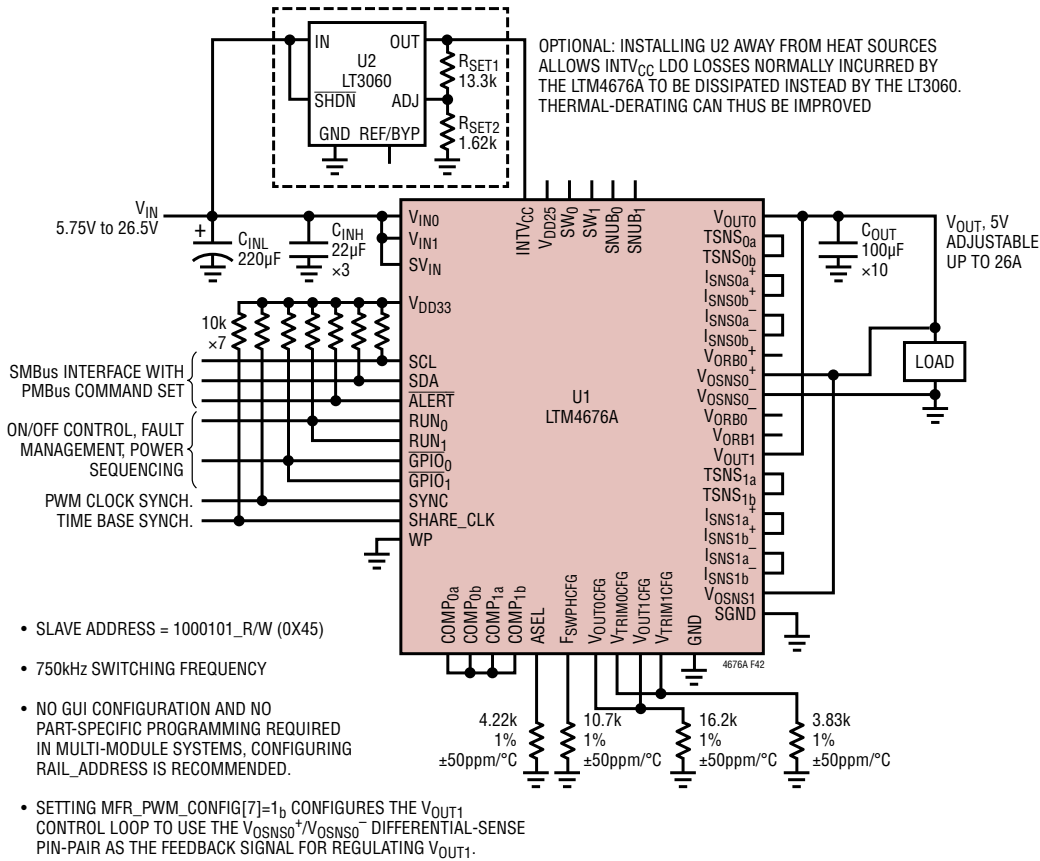 IN
OUT
U2
LT3060
SHDN
ADJ
GND REF/BYP
RSET1
13.3k
RSET2
1.62k
OPTIONAL: INSTALLING U2 AWAY FROM HEAT SOURCES
ALLOWS INTVCC LDO LOSSES NORMALLY INCURRED BY
THE LTM4676A TO BE DISSIPATED INSTEAD BY THE LT3060.
THERMAL-DERATING CAN THUS BE IMPROVED
VIN
5.75V to 26.5V
+
CINL
220µF
CINH
22µF
×3
10k
×7
SMBus INTERFACE WITH
PMBus COMMAND SET
ON/OFF CONTROL, FAULT
MANAGEMENT, POWER
SEQUENCING
PWM CLOCK SYNCH.
TIME BASE SYNCH.
VIN0
VIN1
SVIN
VDD33
SCL
SDA
ALERT
RUN0
RUN1
GPIO0
GPIO1
SYNC
SHARE_CLK
WP
INTVCC
VDD25
SW0
SW1
SNUB0
SNUB1
U1
LTM4676A
VOUT0
TSNS0a
TSNS0b
ISNS0a+
ISNS0b+
ISNS0a–
ISNS0b–
VORB0+
VOSNS0+
VOSNS0–
VORB0–
VORB1
VOUT1
TSNS1a
TSNS1b
ISNS1a+
ISNS1b+
ISNS1a–
ISNS1b–
VOSNS1
SGND
COMP0a
COMP0b
COMP1a
COMP1b
ASEL
FSWPHCFG
VOUT0CFG
VTRIM0CFG
VOUT1CFG
VTRIM1CFG
GND
4676A F42
COUT
100µF
×10
VOUT, 5V
ADJUSTABLE
UP TO 26A
LOAD
4.22k
1%
±50ppm/°C
10.7k
1%
±50ppm/°C
16.2k
1%
±50ppm/°C
3.83k
1%
±50ppm/°C
• SLAVE ADDRESS = 1000101_R/W (0X45)
• 750kHz SWITCHING FREQUENCY
• NO GUI CONFIGURATION AND NO
PART-SPECIFIC PROGRAMMING REQUIRED
IN MULTI-MODULE SYSTEMS, CONFIGURING
RAIL_ADDRESS IS RECOMMENDED.
• SETTING MFR_PWM_CONFIG[7]=1b CONFIGURES THE VOUT1
CONTROL LOOP TO USE THE VOSNS0+/VOSNS0– DIFFERENTIAL-SENSE
PIN-PAIR AS THE FEEDBACK SIGNAL FOR REGULATING VOUT1.